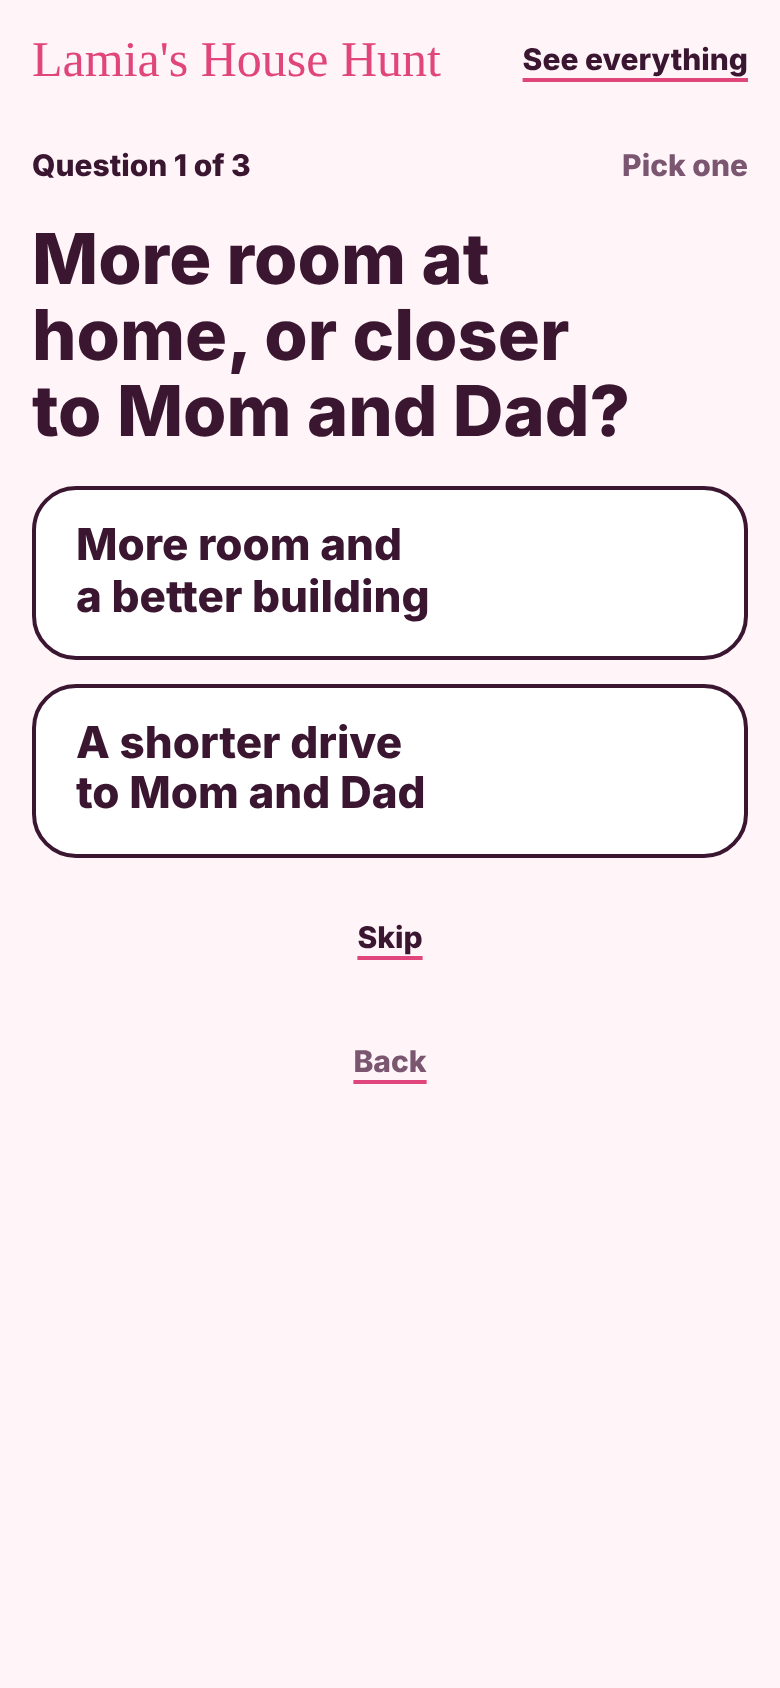 Lamia's House Hunt
See everything
Question 1 of 3
Pick one
More room at
home, or closer
to Mom and Dad?
More room and
a better building
A shorter drive
to Mom and Dad
Skip
Back